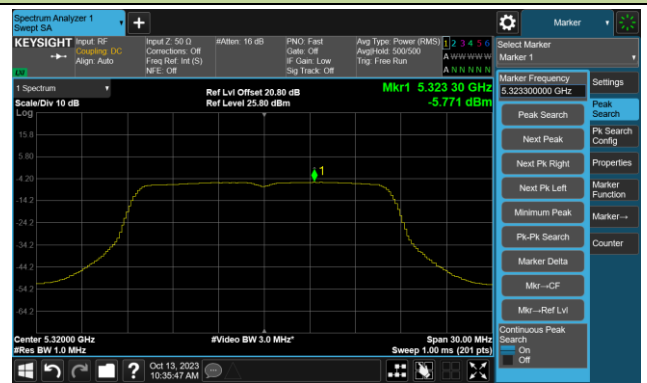 Spectrum Analyzer 1
Swept SA
Marker
KEYSIGHT
Input: RF
Coupling: DC
Align: Auto
Input Z: 50 Ω
Corrections: Off
Freq Ref: Int (S)
NFE: Off
#Atten: 16 dB
PNO: Fast
Gate: Off
IF Gain: Low
Sig Track: Off
Avg Type: Power (RMS)
Avg|Hold: 500/500
Trig: Free Run
1 2 3 4 5 6
A W W W W W
A N N N N N
LV
Select Marker
Marker 1
1 Spectrum
Scale/Div 10 dB
Log
Ref Lvl Offset 20.80 dB
Ref Level 25.80 dBm
Mkr1 5.323 30 GHz
-5.771 dBm
15.8
5.80
-4.20
-14.2
-24.2
-34.2
-44.2
-54.2
-64.2
1
Center 5.32000 GHz
#Res BW 1.0 MHz
#Video BW 3.0 MHz*
Span 30.00 MHz
Sweep 1.00 ms (201 pts)
Marker Frequency
5.323300000 GHz
Peak Search
Next Peak
Next Pk Right
Next Pk Left
Minimum Peak
Pk-Pk Search
Marker Delta
Mkr→CF
Mkr→Ref Lvl
Continuous Peak
Search
On
Off
Settings
Peak
Search
Pk Search
Config
Properties
Marker
Function
Marker→
Counter
Oct 13, 2023
10:35:47 AM